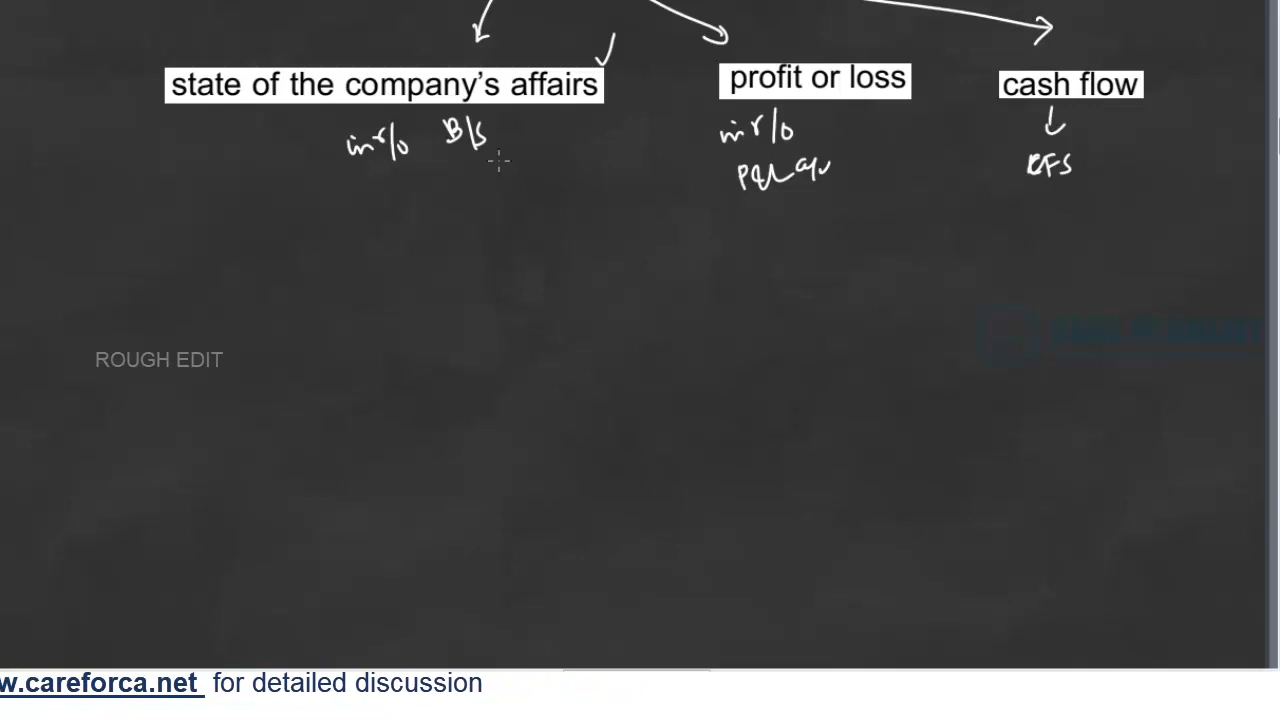 state of the company's affairs
profit or loss
cash flow
in r/o B/S
in r/o
P&L a/c
CFS
ROUGH EDIT
w.careforca.net for detailed discussion